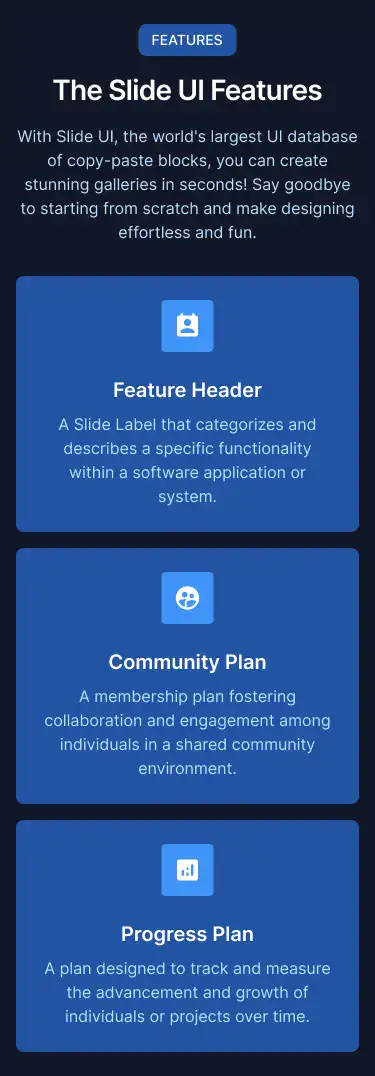 FEATURES
The Slide UI Features
With Slide UI, the world's largest UI database
of copy-paste blocks, you can create
stunning galleries in seconds! Say goodbye
to starting from scratch and make designing
effortless and fun.
Feature Header
A Slide Label that categorizes and
describes a specific functionality
within a software application or
system.
Community Plan
A membership plan fostering
collaboration and engagement among
individuals in a shared community
environment.
Progress Plan
A plan designed to track and measure
the advancement and growth of
individuals or projects over time.